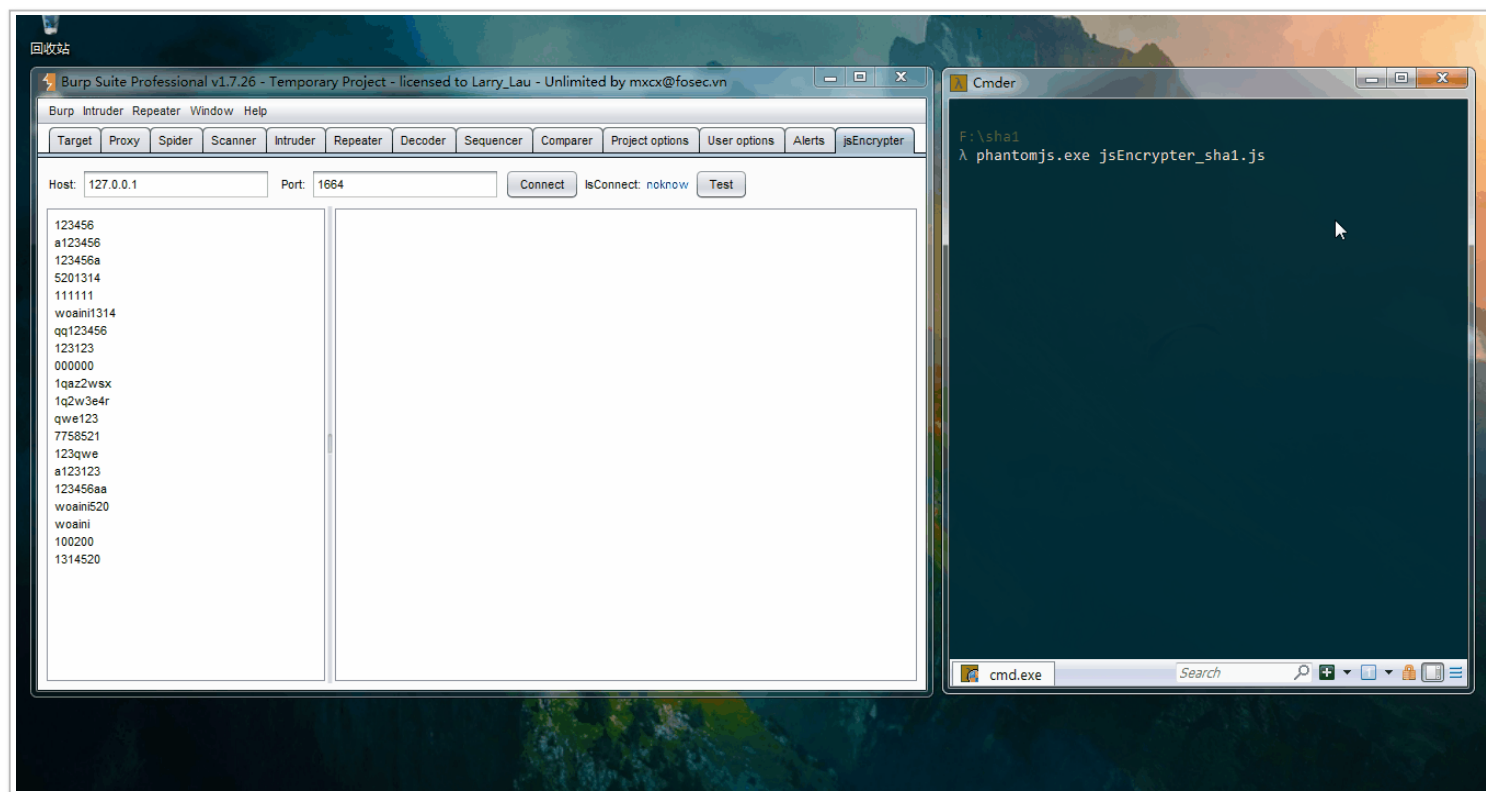 回收站
Burp Suite Professional v1.7.26 - Temporary Project - licensed to Larry_Lau - Unlimited by mxcx@fosec.vn
Burp Intruder Repeater Window Help
Target Proxy Spider Scanner Intruder Repeater Decoder Sequencer Comparer Project options User options Alerts jsEncrypter
Host: 127.0.0.1 Port: 1664 Connect IsConnect: noknow Test
123456
a123456
123456a
5201314
111111
woaini1314
qq123456
123123
000000
1qaz2wsx
1q2w3e4r
qwe123
7758521
123qwe
a123123
123456aa
woaini520
woaini
100200
1314520
Cmder
F:\sha1
λ phantomjs.exe jsEncrypter_sha1.js
cmd.exe Search